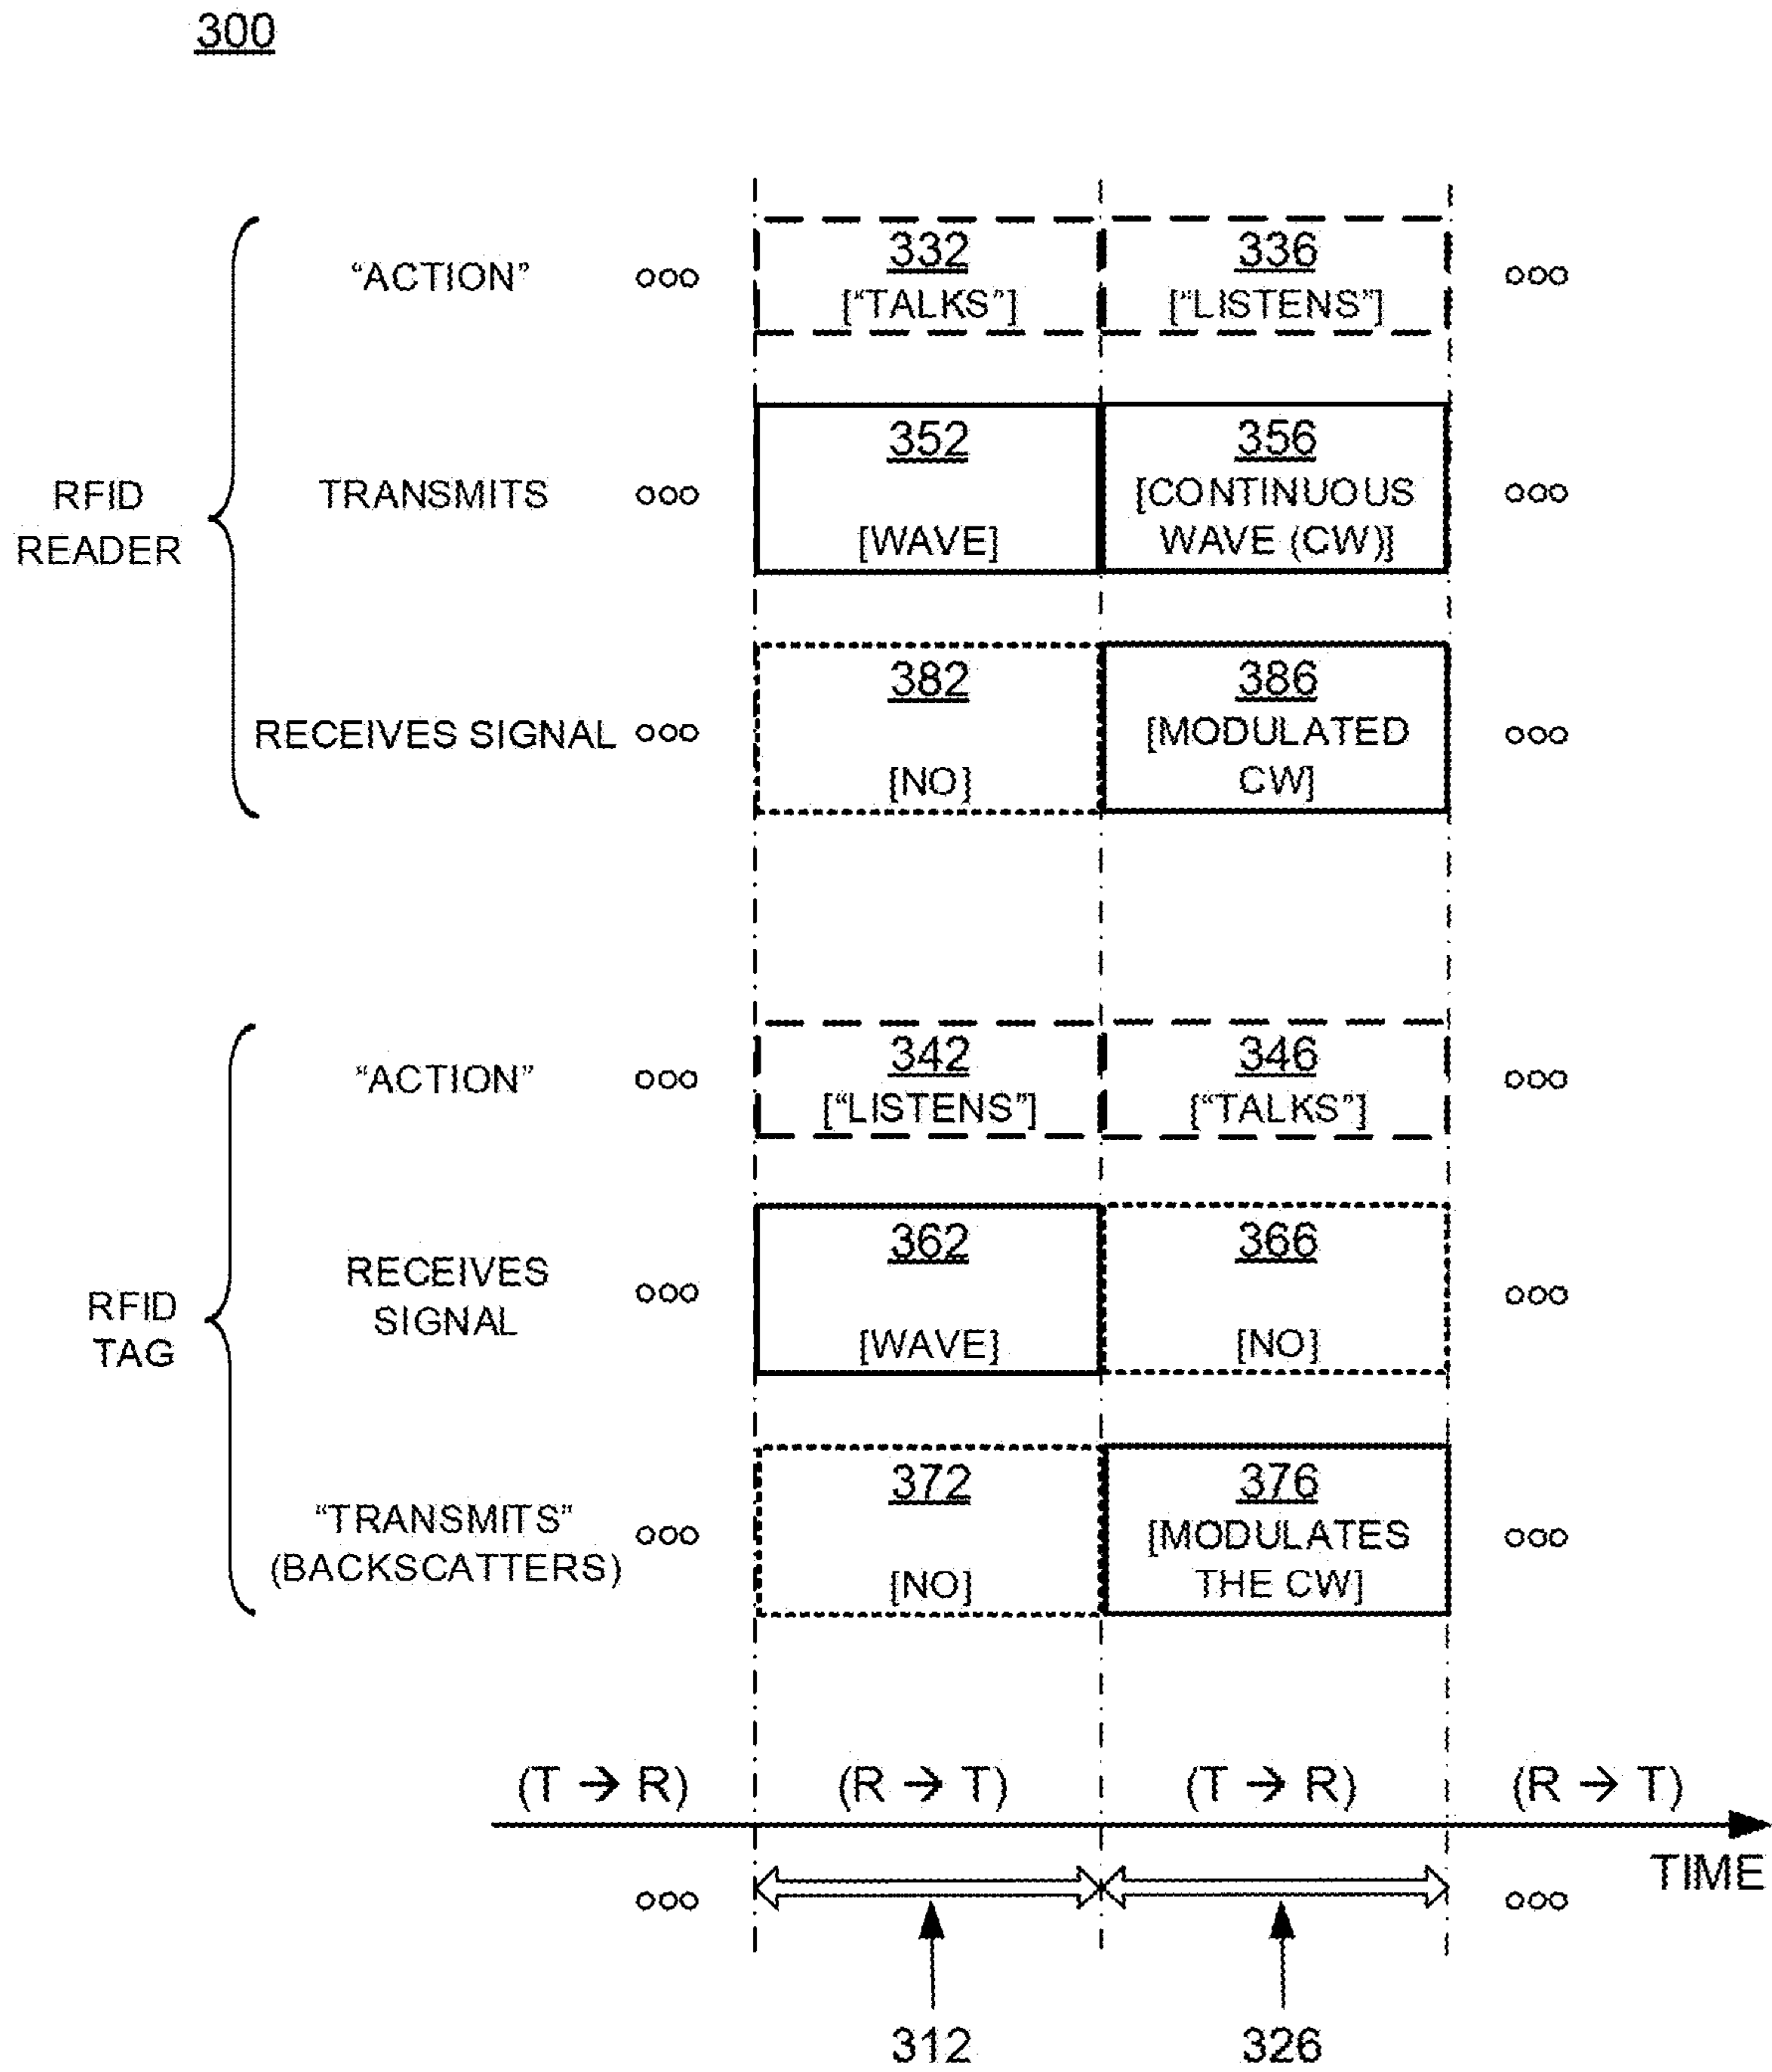 300
"ACTION" ooo 332 336 ooo
["TALKS"] ["LISTENS"]
RFID
READER
TRANSMITS ooo 352 356 ooo
[WAVE] [CONTINUOUS
WAVE (CW)]
RECEIVES SIGNAL ooo 382 386 ooo
[NO] [MODULATED
CW]
"ACTION" ooo 342 346 ooo
["LISTENS"] ["TALKS"]
RFID
TAG
RECEIVES
SIGNAL ooo 362 366 ooo
[WAVE] [NO]
"TRANSMITS"
(BACKSCATTERS) ooo 372 376 ooo
[NO] [MODULATES
THE CW]
(T → R) (R → T) (T → R) (R → T)
TIME
ooo ooo
312 326